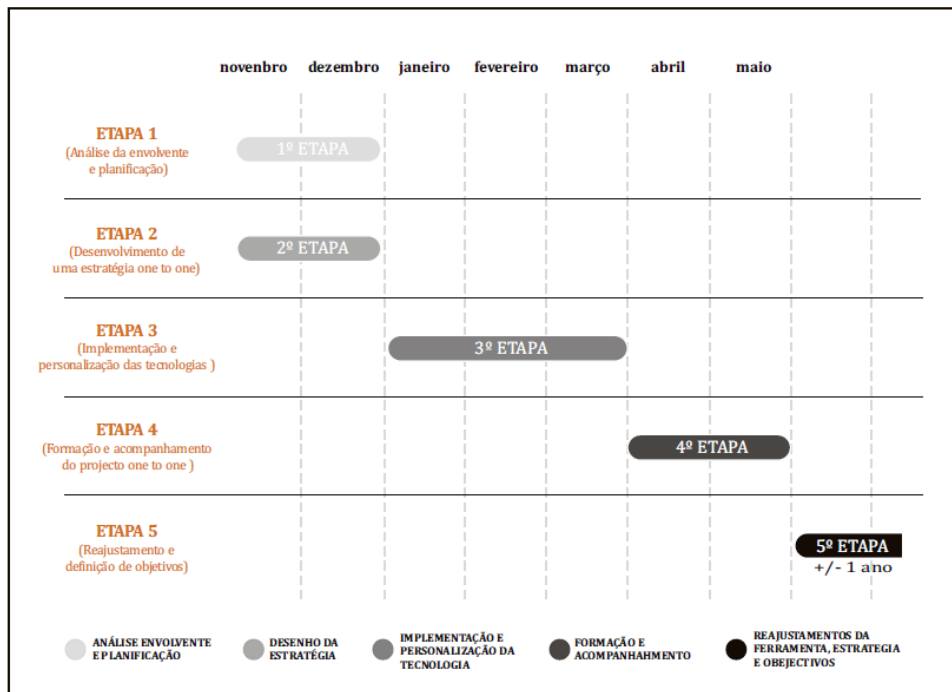 novenbro dezembro janeiro fevereiro março abril maio
ETAPA 1
(Análise da envolvente
e planificação)
1º ETAPA
ETAPA 2
(Desenvolvimento de
uma estratégia one to one)
2º ETAPA
ETAPA 3
(Implementação e
personalização das tecnologias )
3º ETAPA
ETAPA 4
(Formação e acompanhamento
do projecto one to one )
4º ETAPA
ETAPA 5
(Reajustamento e
definição de objetivos)
5º ETAPA
+/- 1 ano
ANÁLISE ENVOLVENTE
E PLANIFICAÇÃO
DESENHO DA
ESTRATÉGIA
IMPLEMENTAÇÃO E
PERSONALIZAÇÃO DA
TECNOLOGIA
FORMAÇÃO E
ACOMPANHAHMENTO
REAJUSTAMENTOS DA
FERRAMENTA, ESTRATEGIA
E OBEJECTIVOS